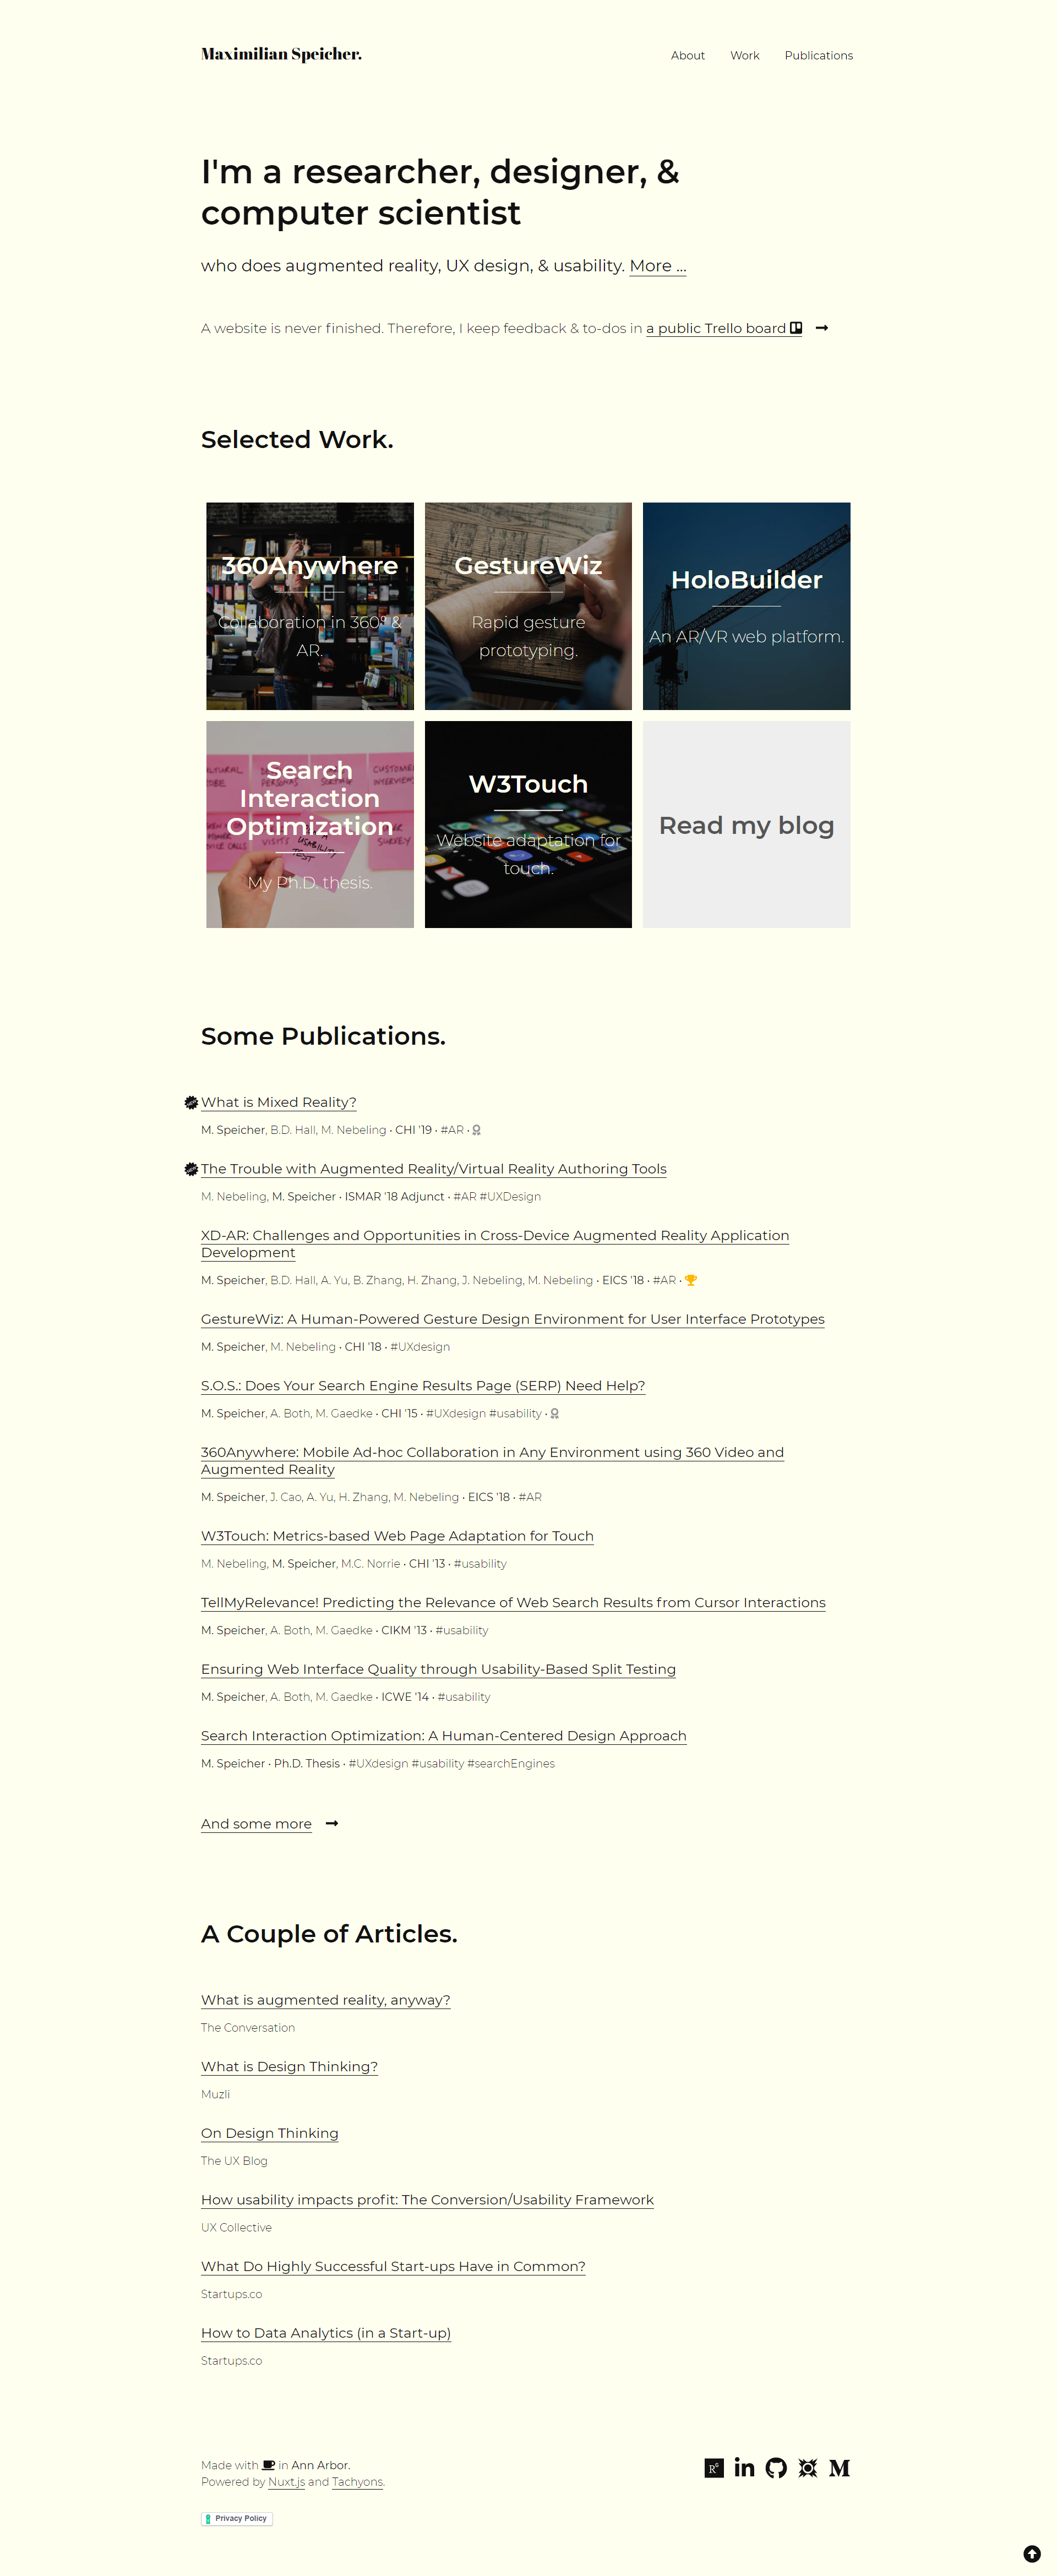 Maximilian Speicher.
About Work Publications
I'm a researcher, designer, &
computer scientist
who does augmented reality, UX design, & usability. More ...
A website is never finished. Therefore, I keep feedback & to-dos in a public Trello board
Selected Work.
360Anywhere
Collaboration in 360° &
AR.
GestureWiz
Rapid gesture
prototyping.
HoloBuilder
An AR/VR web platform.
Search
Interaction
Optimization
My Ph.D. thesis.
W3Touch
Website adaptation for
touch.
Read my blog
Some Publications.
What is Mixed Reality?
M. Speicher, B.D. Hall, M. Nebeling · CHI '19 · #AR ·
The Trouble with Augmented Reality/Virtual Reality Authoring Tools
M. Nebeling, M. Speicher · ISMAR '18 Adjunct · #AR #UXDesign
XD-AR: Challenges and Opportunities in Cross-Device Augmented Reality Application
Development
M. Speicher, B.D. Hall, A. Yu, B. Zhang, H. Zhang, J. Nebeling, M. Nebeling · EICS '18 · #AR ·
GestureWiz: A Human-Powered Gesture Design Environment for User Interface Prototypes
M. Speicher, M. Nebeling · CHI '18 · #UXdesign
S.O.S.: Does Your Search Engine Results Page (SERP) Need Help?
M. Speicher, A. Both, M. Gaedke · CHI '15 · #UXdesign #usability ·
360Anywhere: Mobile Ad-hoc Collaboration in Any Environment using 360 Video and
Augmented Reality
M. Speicher, J. Cao, A. Yu, H. Zhang, M. Nebeling · EICS '18 · #AR
W3Touch: Metrics-based Web Page Adaptation for Touch
M. Nebeling, M. Speicher, M.C. Norrie · CHI '13 · #usability
TellMyRelevance! Predicting the Relevance of Web Search Results from Cursor Interactions
M. Speicher, A. Both, M. Gaedke · CIKM '13 · #usability
Ensuring Web Interface Quality through Usability-Based Split Testing
M. Speicher, A. Both, M. Gaedke · ICWE '14 · #usability
Search Interaction Optimization: A Human-Centered Design Approach
M. Speicher · Ph.D. Thesis · #UXdesign #usability #searchEngines
And some more
A Couple of Articles.
What is augmented reality, anyway?
The Conversation
What is Design Thinking?
Muzli
On Design Thinking
The UX Blog
How usability impacts profit: The Conversion/Usability Framework
UX Collective
What Do Highly Successful Start-ups Have in Common?
Startups.co
How to Data Analytics (in a Start-up)
Startups.co
Made with in Ann Arbor.
Powered by Nuxt.js and Tachyons.
Privacy Policy